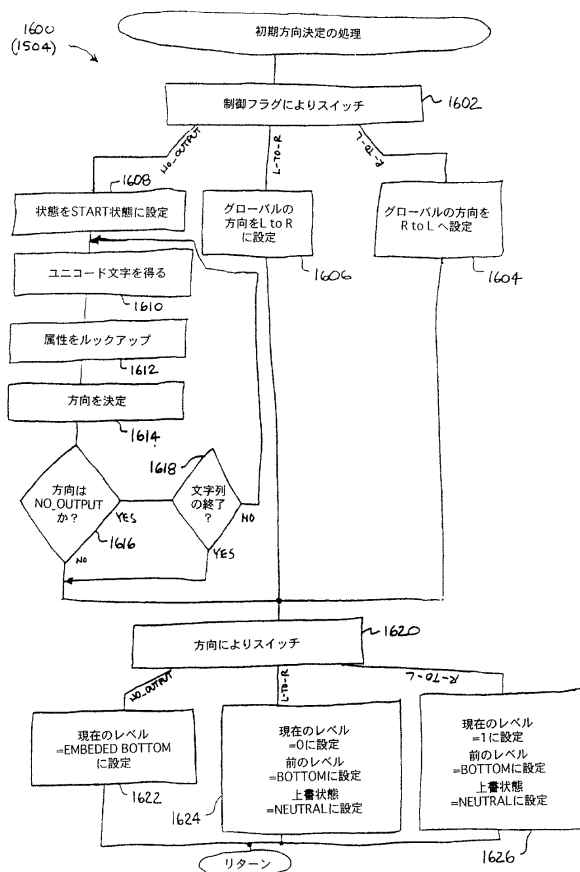 1600
(1504)
初期方向決定の処理
制御フラグによりスイッチ
1602
NO_OUTPUT
L-TO-R
R-TO-L
1608
状態をSTART状態に設定
グローバルの
方向をL to R
に設定
1606
グローバルの方向を
R to L へ設定
1604
ユニコード文字を得る
1610
属性をルックアップ
1612
方向を決定
1614
方向は
NO_OUTPUT
か?
YES
NO
1616
1618
文字列
の終了
?
NO
YES
方向によりスイッチ
1620
NO_OUTPUT
L-TO-R
R-TO-L
現在のレベル
=EMBEDED BOTTOM
に設定
1622
現在のレベル
=0に設定
前のレベル
=BOTTOMに設定
上書状態
=NEUTRALに設定
1624
現在のレベル
=1に設定
前のレベル
=BOTTOMに設定
上書状態
=NEUTRALに設定
1626
リターン